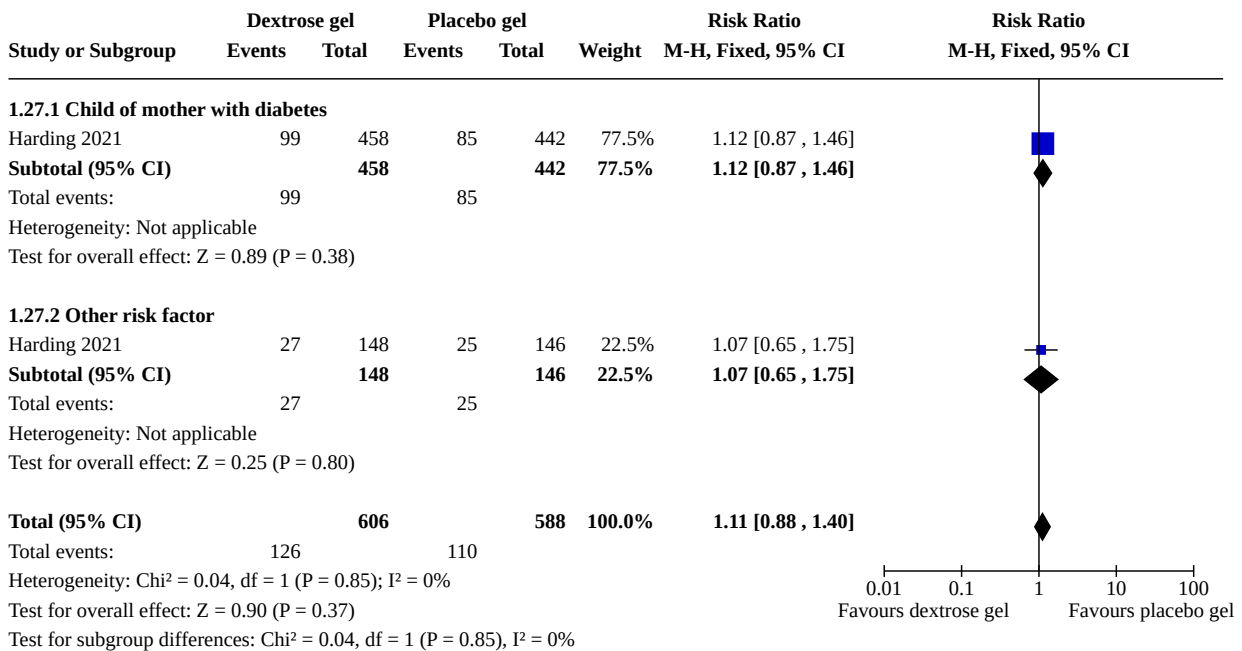 Dextrose gel Placebo gel Risk Ratio Risk Ratio
Study or Subgroup Events Total Events Total Weight M-H, Fixed, 95% CI M-H, Fixed, 95% CI
1.27.1 Child of mother with diabetes
Harding 2021 99 458 85 442 77.5% 1.12 [0.87 , 1.46]
Subtotal (95% CI) 458 442 77.5% 1.12 [0.87 , 1.46]
Total events: 99 85
Heterogeneity: Not applicable
Test for overall effect: Z = 0.89 (P = 0.38)
1.27.2 Other risk factor
Harding 2021 27 148 25 146 22.5% 1.07 [0.65 , 1.75]
Subtotal (95% CI) 148 146 22.5% 1.07 [0.65 , 1.75]
Total events: 27 25
Heterogeneity: Not applicable
Test for overall effect: Z = 0.25 (P = 0.80)
Total (95% CI) 606 588 100.0% 1.11 [0.88 , 1.40]
Total events: 126 110
Heterogeneity: Chi² = 0.04, df = 1 (P = 0.85); I² = 0%
0.01 0.1 1 10 100
Test for overall effect: Z = 0.90 (P = 0.37) Favours dextrose gel Favours placebo gel
Test for subgroup differences: Chi² = 0.04, df = 1 (P = 0.85), I² = 0%